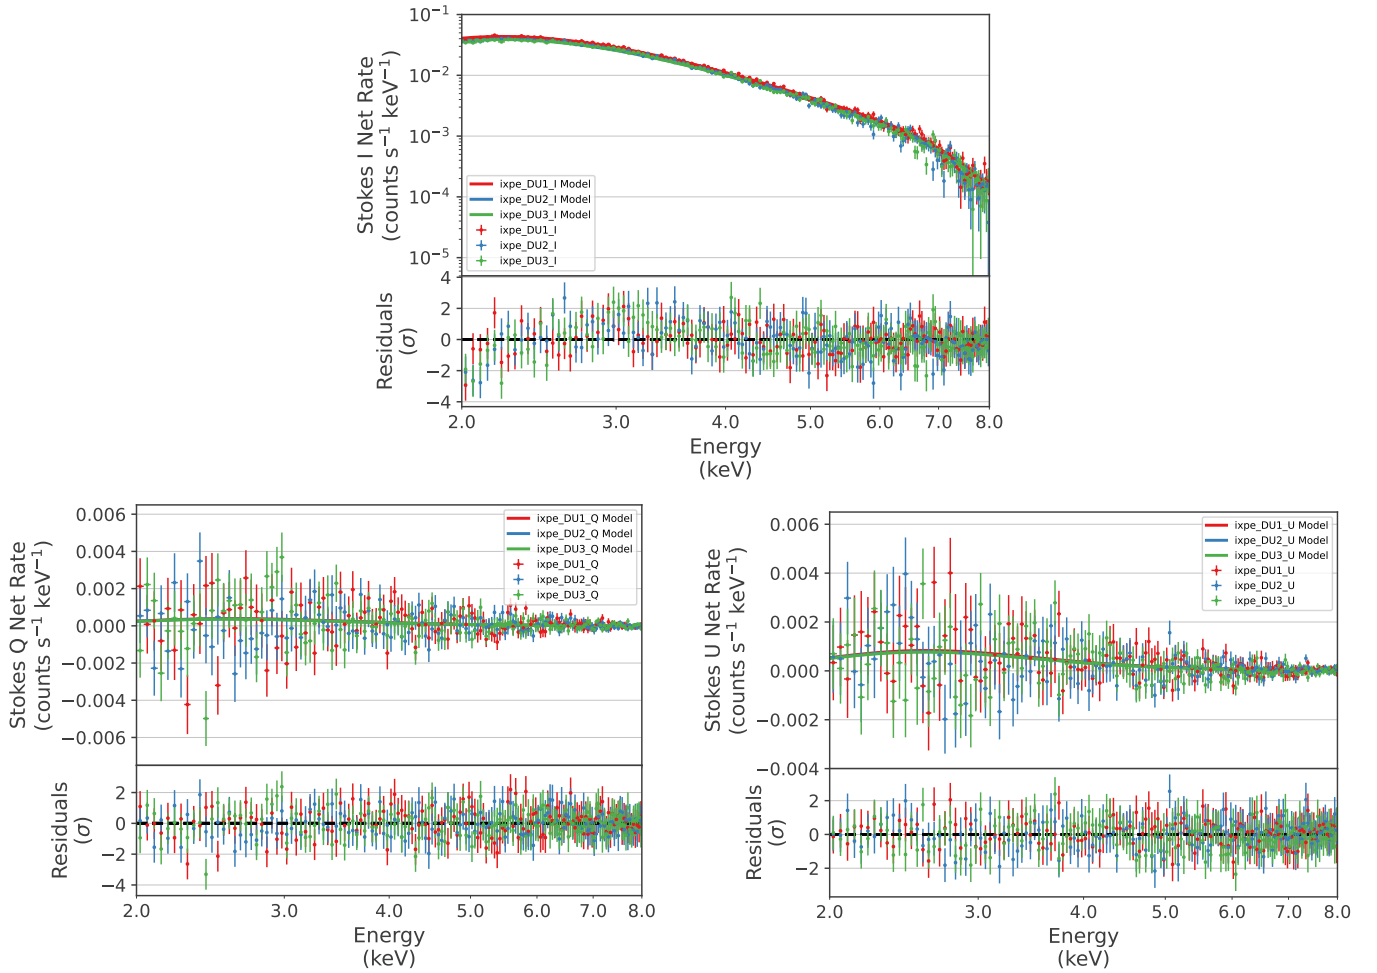 Stokes I Net Rate
(counts s⁻¹ keV⁻¹)
10⁻¹
10⁻²
10⁻³
10⁻⁴
10⁻⁵
ixpe_DU1_I Model
ixpe_DU2_I Model
ixpe_DU3_I Model
ixpe_DU1_I
ixpe_DU2_I
ixpe_DU3_I
Residuals
(σ)
4
2
0
−2
−4
2.0 3.0 4.0 5.0 6.0 7.0 8.0
Energy
(keV)
Stokes Q Net Rate
(counts s⁻¹ keV⁻¹)
0.006
0.004
0.002
0.000
−0.002
−0.004
−0.006
ixpe_DU1_Q Model
ixpe_DU2_Q Model
ixpe_DU3_Q Model
ixpe_DU1_Q
ixpe_DU2_Q
ixpe_DU3_Q
Residuals
(σ)
2
0
−2
−4
2.0 3.0 4.0 5.0 6.0 7.0 8.0
Energy
(keV)
Stokes U Net Rate
(counts s⁻¹ keV⁻¹)
0.006
0.004
0.002
0.000
−0.002
−0.004
ixpe_DU1_U Model
ixpe_DU2_U Model
ixpe_DU3_U Model
ixpe_DU1_U
ixpe_DU2_U
ixpe_DU3_U
Residuals
(σ)
2
0
−2
2.0 3.0 4.0 5.0 6.0 7.0 8.0
Energy
(keV)